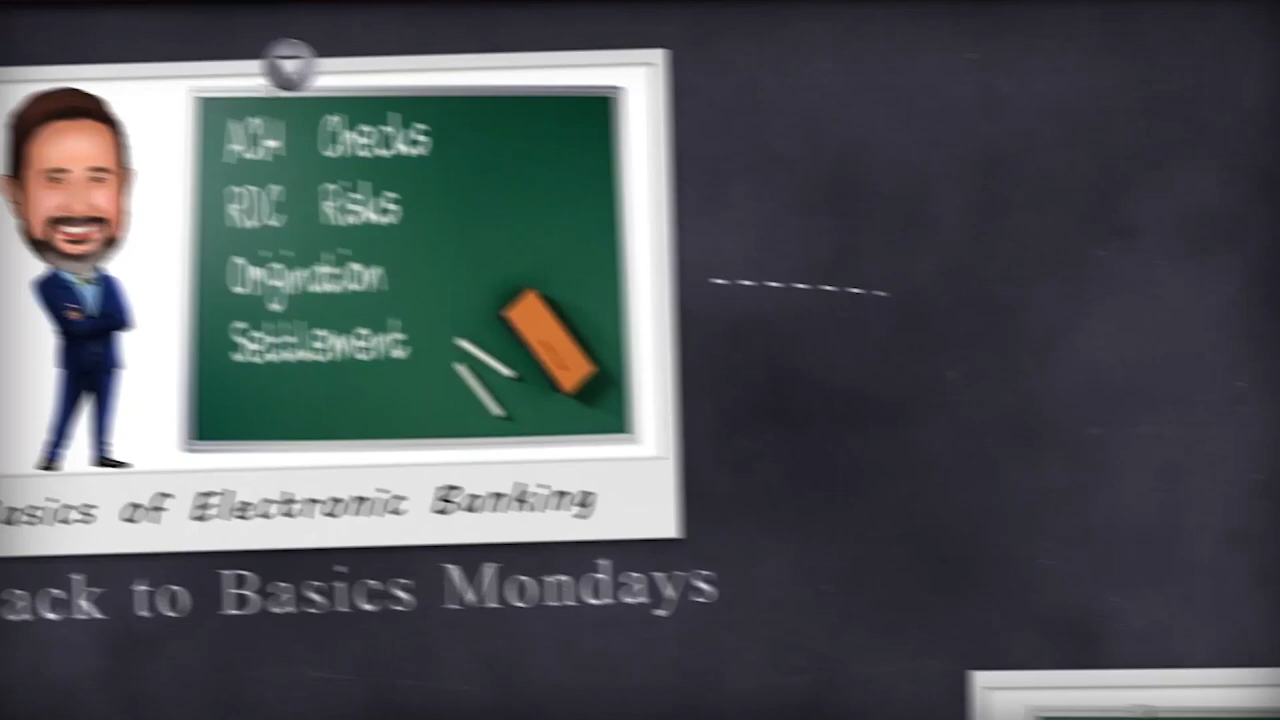 ACH Checks
RDC Risks
Origination
Settlement
asics of Electronic Banking
ack to Basics Mondays